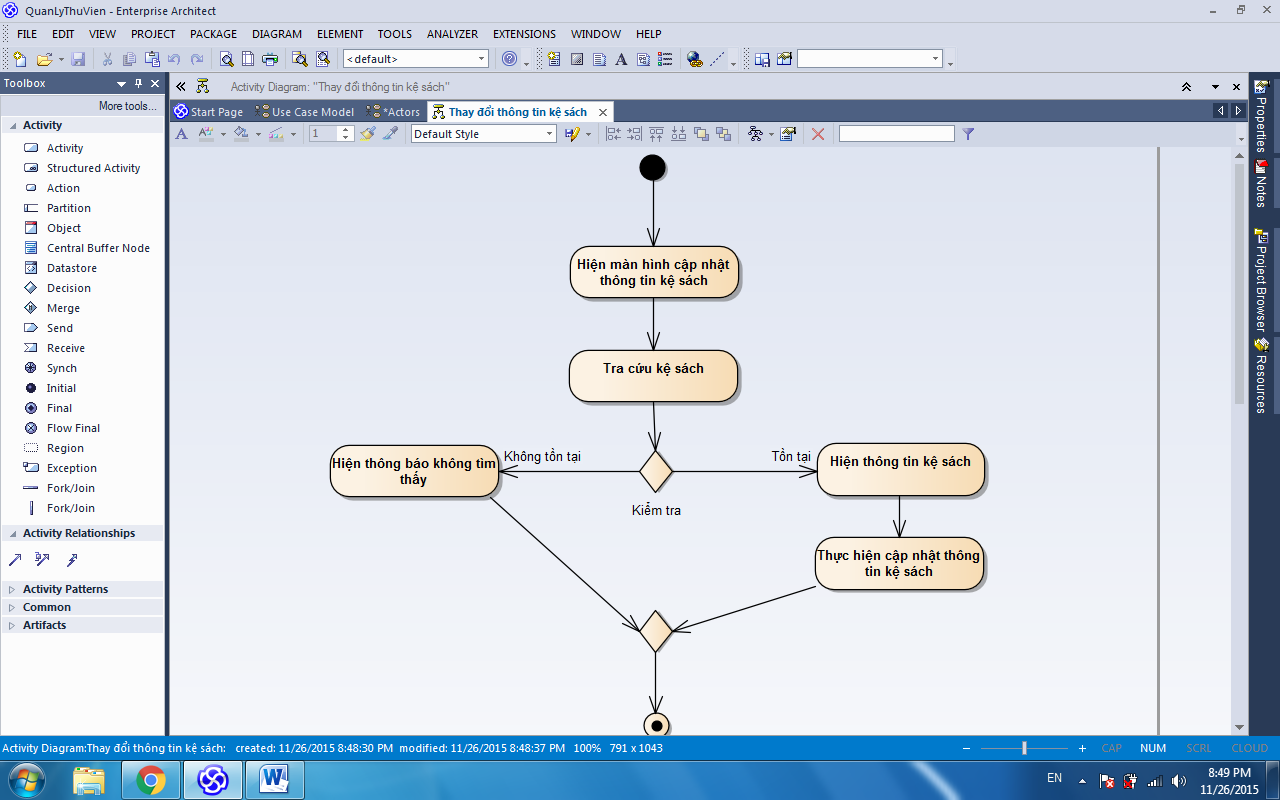 QuanLyThuVien - Enterprise Architect
FILE EDIT VIEW PROJECT PACKAGE DIAGRAM ELEMENT TOOLS ANALYZER EXTENSIONS WINDOW HELP
<default>
Toolbox
More tools...
Activity
Activity
Structured Activity
Action
Partition
Object
Central Buffer Node
Datastore
Decision
Merge
Send
Receive
Synch
Initial
Final
Flow Final
Region
Exception
Fork/Join
Fork/Join
Activity Relationships
Activity Patterns
Common
Artifacts
Activity Diagram: "Thay đổi thông tin kệ sách"
Start Page Use Case Model *Actors Thay đổi thông tin kệ sách
1 Default Style
Hiện màn hình cập nhật
thông tin kệ sách
Tra cứu kệ sách
Hiện thông báo không tìm
thấy
Không tồn tại
Tồn tại
Kiểm tra
Hiện thông tin kệ sách
Thực hiện cập nhật thông
tin kệ sách
Properties
Notes
Project Browser
Resources
Activity Diagram:Thay đổi thông tin kệ sách: created: 11/26/2015 8:48:30 PM modified: 11/26/2015 8:48:37 PM 100% 791 x 1043
CAP NUM SCRL CLOUD
EN
8:49 PM
11/26/2015